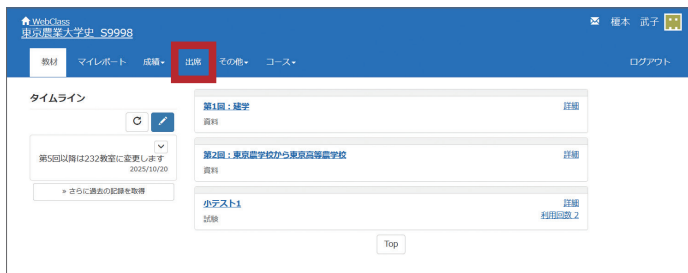 WebClass
東京農業大学史_S9998
榎本 武子
教材 マイレポート 成績 出席 その他 コース ログアウト
タイムライン
第5回以降は232教室に変更します
2025/10/20
» さらに過去の記録を取得
第1回：建学 詳細
資料
第2回：東京農学校から東京高等農学校 詳細
資料
小テスト1 詳細
試験 利用回数 2
Top